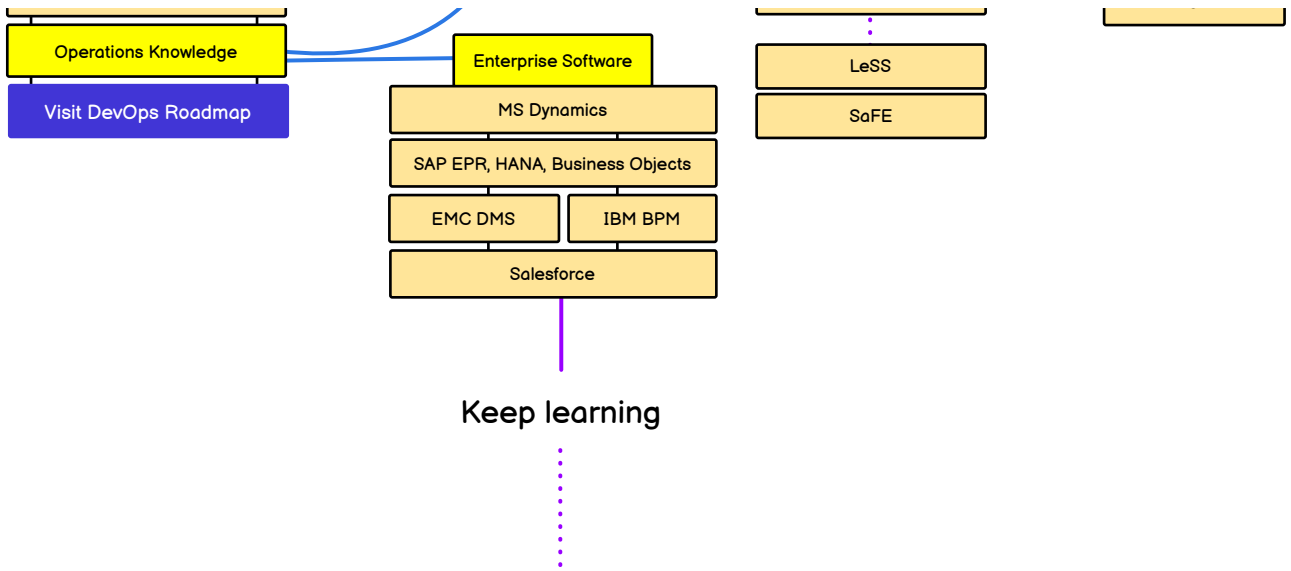 Operations Knowledge
Visit DevOps Roadmap
Enterprise Software
MS Dynamics
SAP EPR, HANA, Business Objects
EMC DMS
IBM BPM
Salesforce
Keep learning
LeSS
SaFE